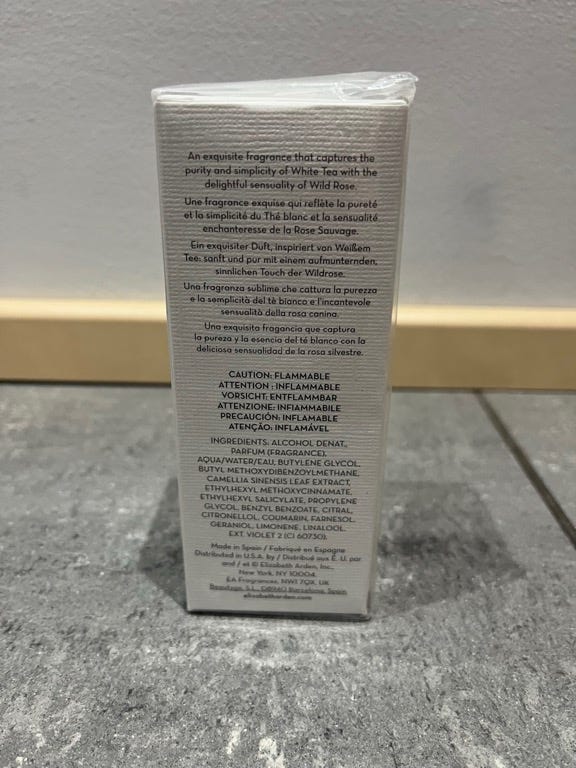 An exquisite fragrance that captures the
purity and simplicity of White Tea with the
delightful sensuality of Wild Rose.
Une fragrance exquise qui reflète la pureté
et la simplicité du Thé blanc et la sensualité
enchanteresse de la Rose Sauvage.
Ein exquisiter Duft, inspiriert von Weißem
Tee: sanft und pur mit einem aufmunternden,
sinnlichen Touch der Wildrose.
Una fragranza sublime che cattura la purezza
e la semplicità del tè bianco e l'incantevole
sensualità della rosa canina.
Una exquisita fragancia que captura
la pureza y la esencia del té blanco con la
deliciosa sensualidad de la rosa silvestre.
CAUTION: FLAMMABLE
ATTENTION : INFLAMMABLE
VORSICHT: ENTFLAMMBAR
ATTENZIONE: INFIAMMABILE
PRECAUCIÓN: INFLAMABLE
ATENÇÃO: INFLAMÁVEL
INGREDIENTS: ALCOHOL DENAT.,
PARFUM (FRAGRANCE),
AQUA/WATER/EAU, BUTYLENE GLYCOL,
BUTYL METHOXYDIBENZOYLMETHANE,
CAMELLIA SINENSIS LEAF EXTRACT,
ETHYLHEXYL METHOXYCINNAMATE,
ETHYLHEXYL SALICYLATE, PROPYLENE
GLYCOL, BENZYL BENZOATE, CITRAL,
CITRONELLOL, COUMARIN, FARNESOL,
GERANIOL, LIMONENE, LINALOOL,
EXT. VIOLET 2 (CI 60730).
Made in Spain / Fabriqué en Espagne
Distributed in U.S.A. by / Distribué aux É. U. par
and / et © Elizabeth Arden, Inc.,
New York, NY 10004.
EA Fragrances, NW1 7QX, UK
Beautage, S.L., 08940 Barcelona, Spain
elizabetharden.com